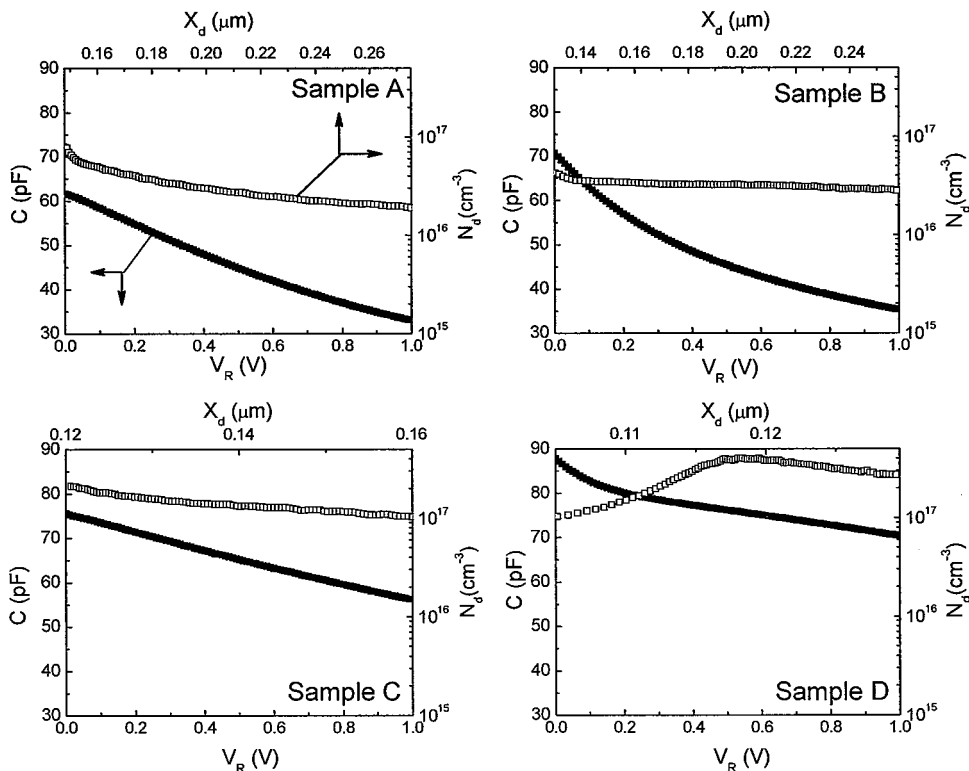 X_d (μm)
0.16 0.18 0.20 0.22 0.24 0.26
90
80
70
60
50
40
30
C (pF)
Sample A
10^17
10^16
10^15
N_d(cm^-3)
0.0 0.2 0.4 0.6 0.8 1.0
V_R (V)
X_d (μm)
0.14 0.16 0.18 0.20 0.22 0.24
90
80
70
60
50
40
30
C (pF)
Sample B
10^17
10^16
10^15
N_d(cm^-3)
0.0 0.2 0.4 0.6 0.8 1.0
V_R (V)
X_d (μm)
0.12 0.14 0.16
90
80
70
60
50
40
30
C (pF)
Sample C
10^17
10^16
10^15
N_d(cm^-3)
0.0 0.2 0.4 0.6 0.8 1.0
V_R (V)
X_d (μm)
0.11 0.12
90
80
70
60
50
40
30
C (pF)
Sample D
10^17
10^16
10^15
N_d(cm^-3)
0.0 0.2 0.4 0.6 0.8 1.0
V_R (V)